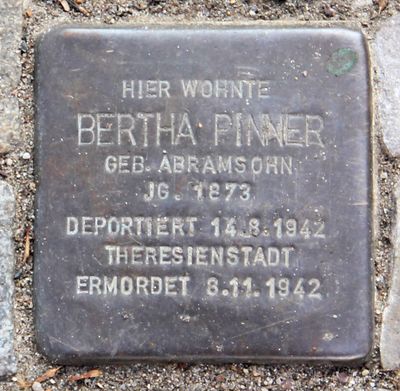 HIER WOHNTE
BERTHA PINNER
GEB. ABRAMSOHN
JG. 1873
DEPORTIERT 14.8.1942
THERESIENSTADT
ERMORDET 8.11.1942